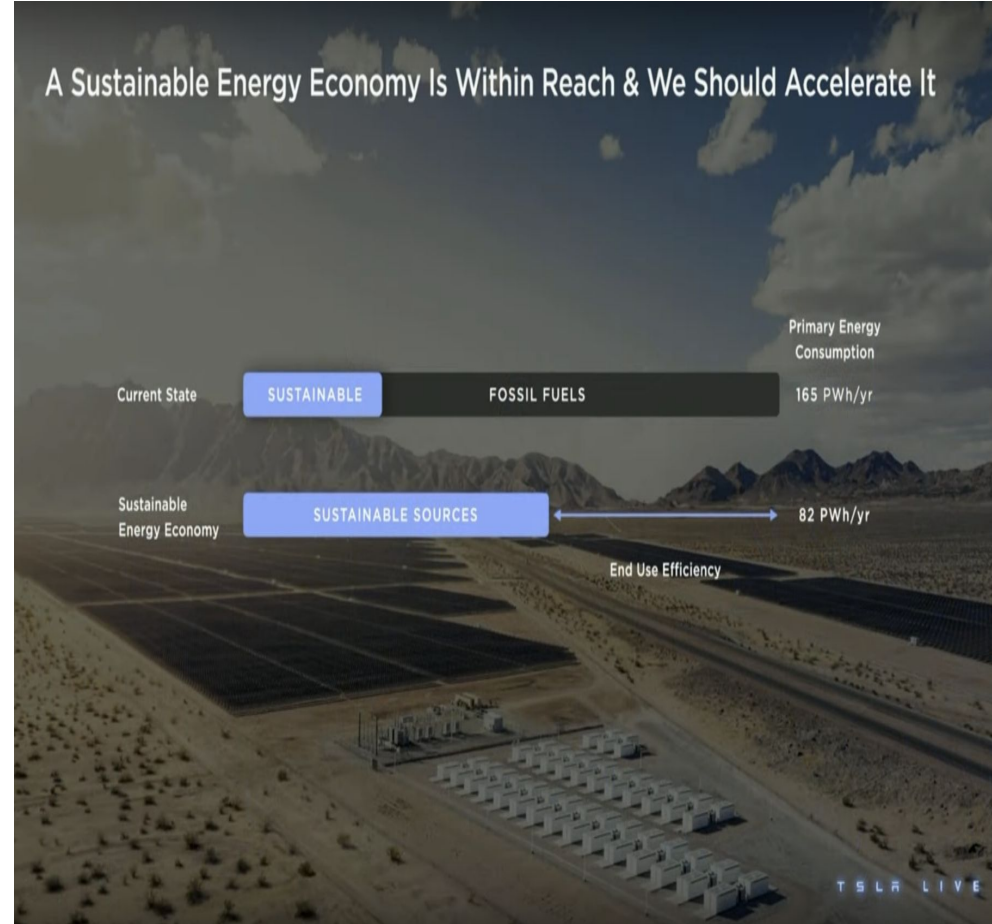 A Sustainable Energy Economy Is Within Reach & We Should Accelerate It
Primary Energy
Consumption
Current State
SUSTAINABLE
FOSSIL FUELS
165 PWh/yr
Sustainable
Energy Economy
SUSTAINABLE SOURCES
82 PWh/yr
End Use Efficiency
TSLA LIVE